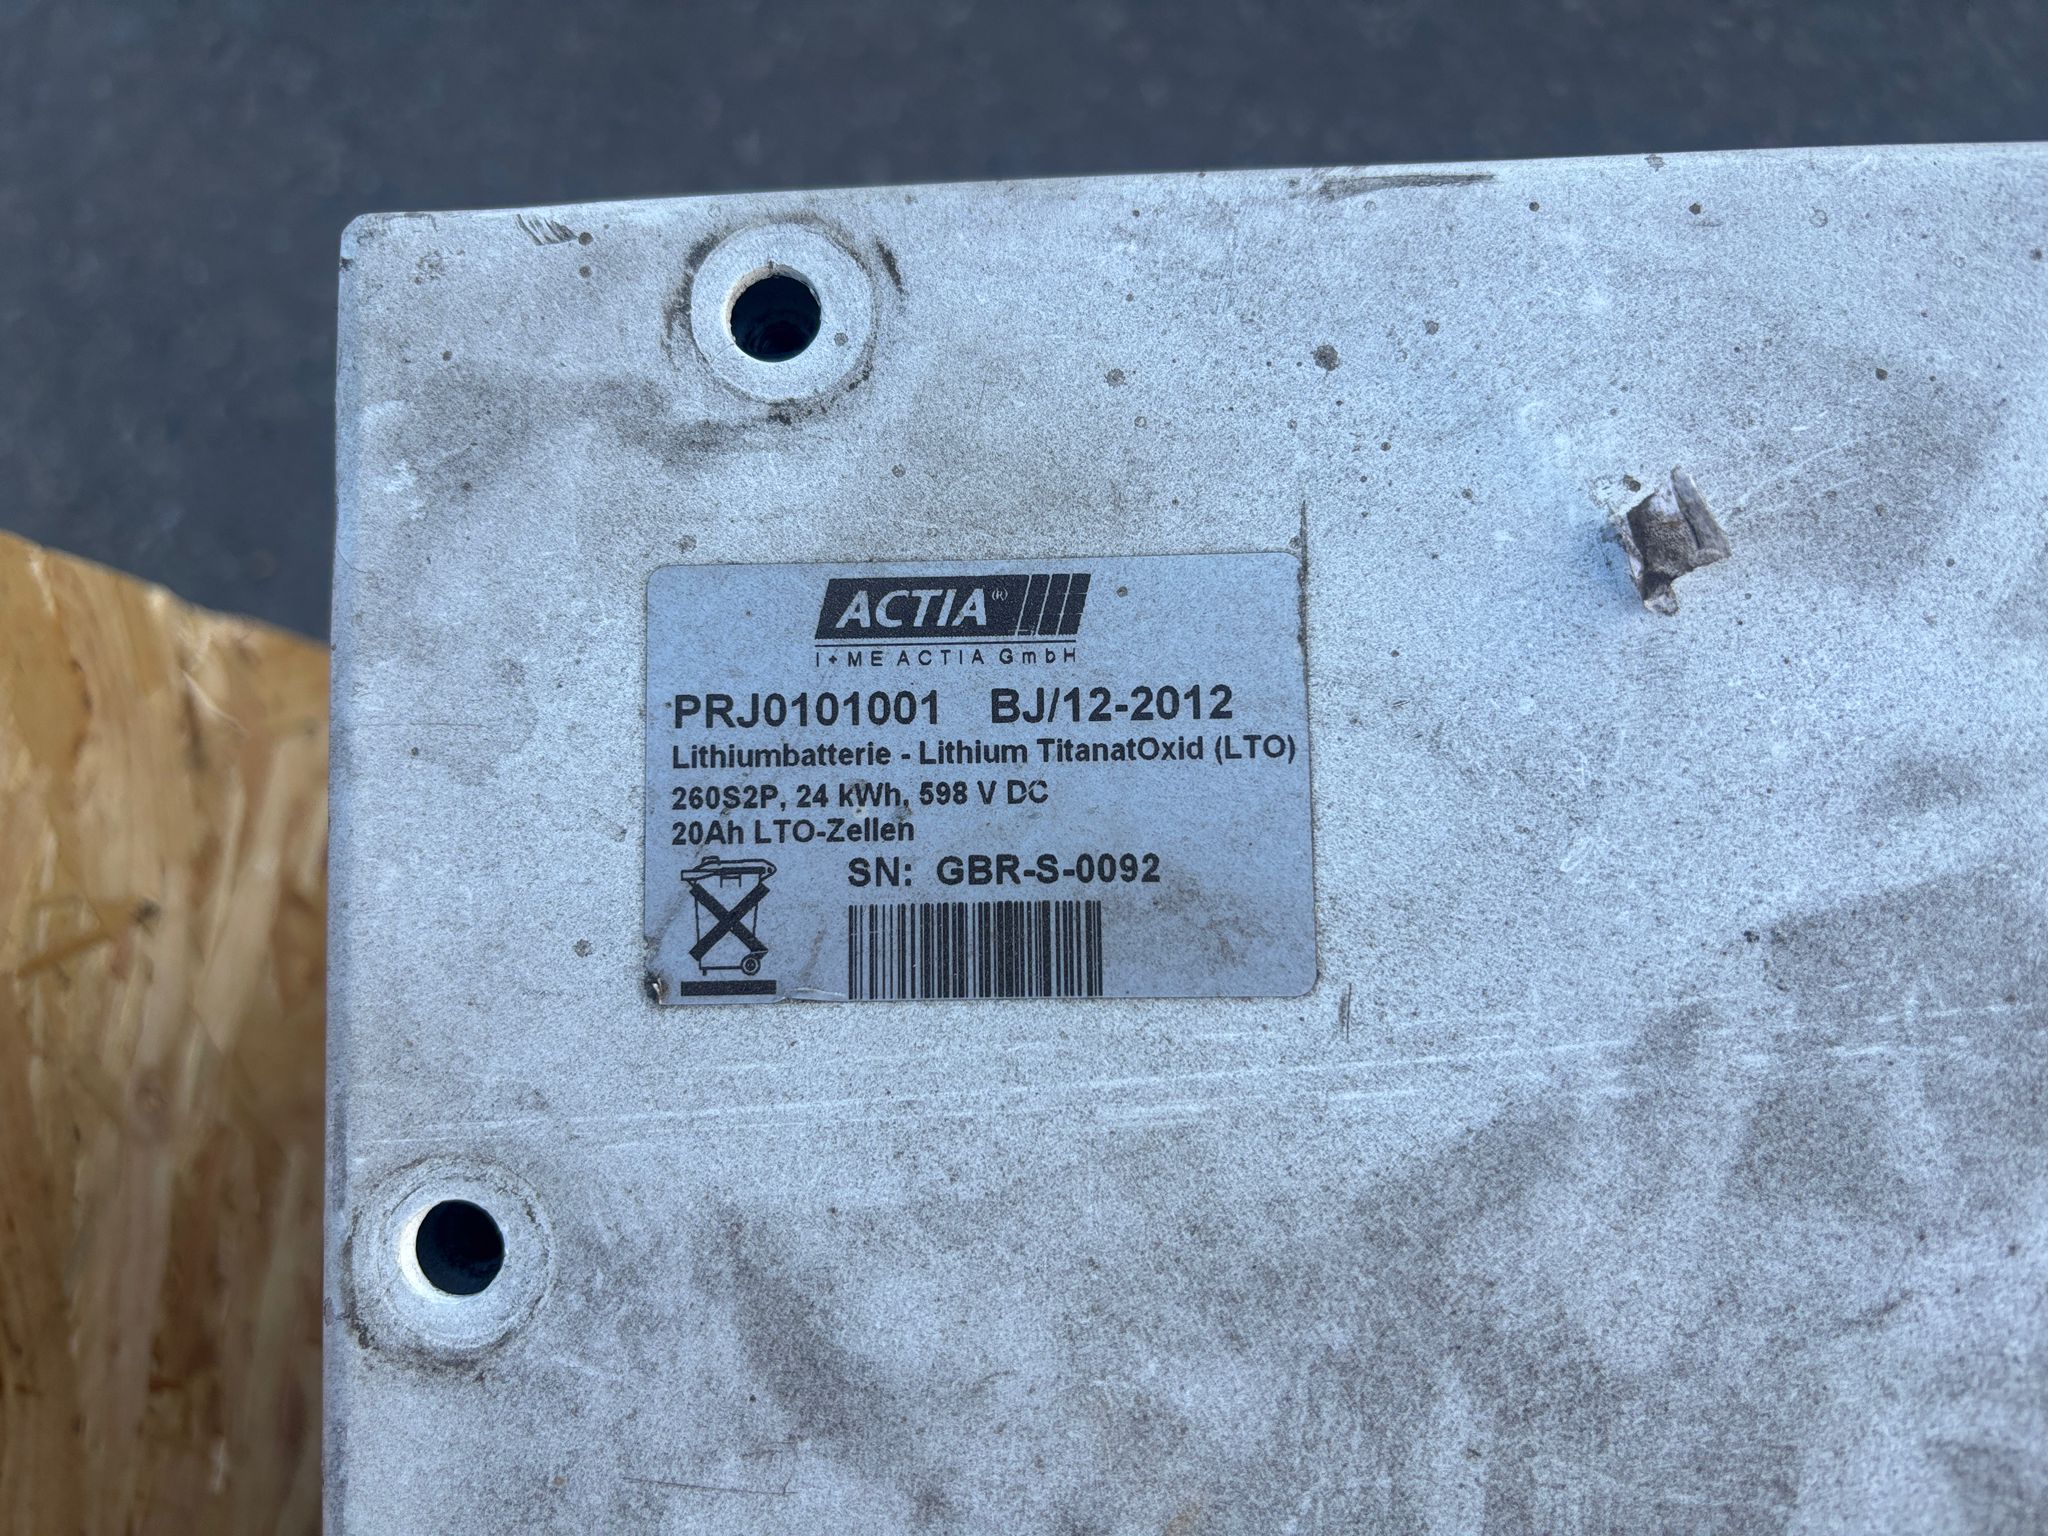 ACTIA(R)
I+ME ACTIA GmbH
PRJ0101001 BJ/12-2012
Lithiumbatterie - Lithium TitanatOxid (LTO)
260S2P, 24 kWh, 598 V DC
20Ah LTO-Zellen
SN: GBR-S-0092